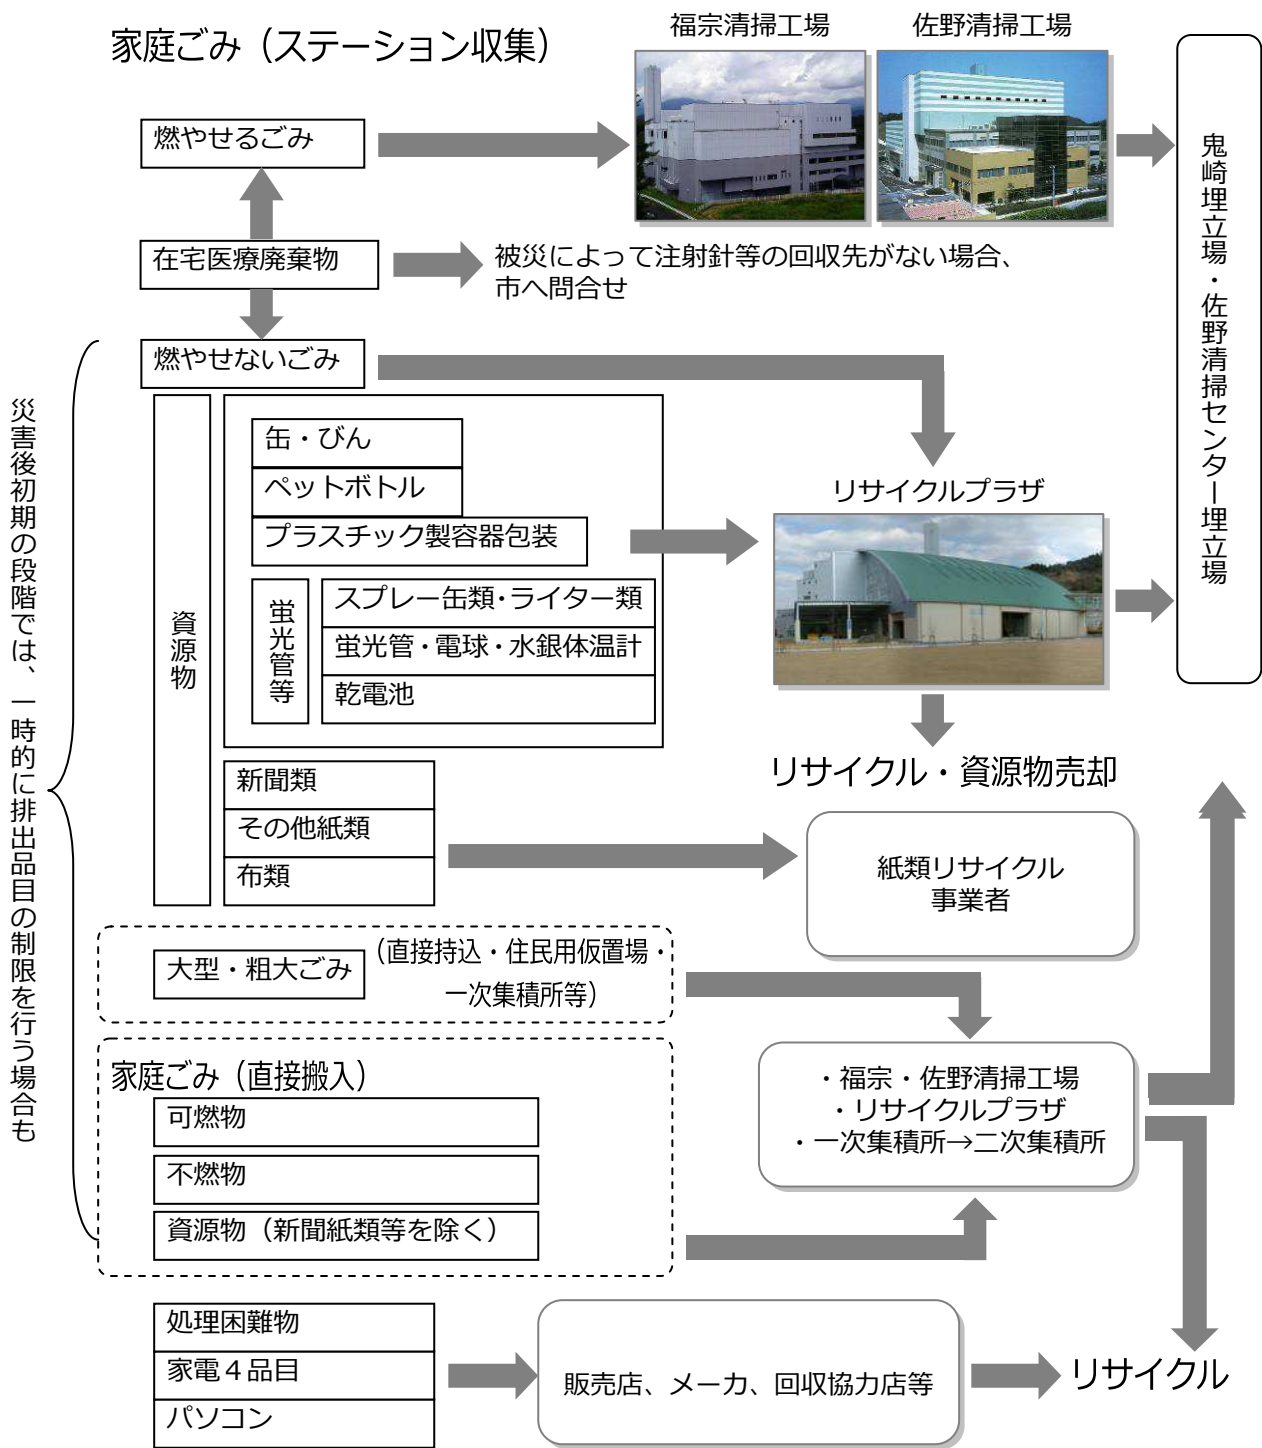 家庭ごみ（ステーション収集）
福宗清掃工場
佐野清掃工場
燃やせるごみ
在宅医療廃棄物
被災によって注射針等の回収先がない場合、
市へ問合せ
燃やせないごみ
鬼崎埋立場・佐野清掃センター埋立場
災害後初期の段階では、一時的に排出品目の制限を行う場合も
資源物
缶・びん
ペットボトル
プラスチック製容器包装
蛍光管等
スプレー缶類・ライター類
蛍光管・電球・水銀体温計
乾電池
リサイクルプラザ
リサイクル・資源物売却
新聞類
その他紙類
布類
紙類リサイクル
事業者
大型・粗大ごみ
（直接持込・住民用仮置場・
一次集積所等）
家庭ごみ（直接搬入）
可燃物
不燃物
資源物（新聞紙類等を除く）
・福宗・佐野清掃工場
・リサイクルプラザ
・一次集積所→二次集積所
処理困難物
家電４品目
パソコン
販売店、メーカ、回収協力店等
リサイクル